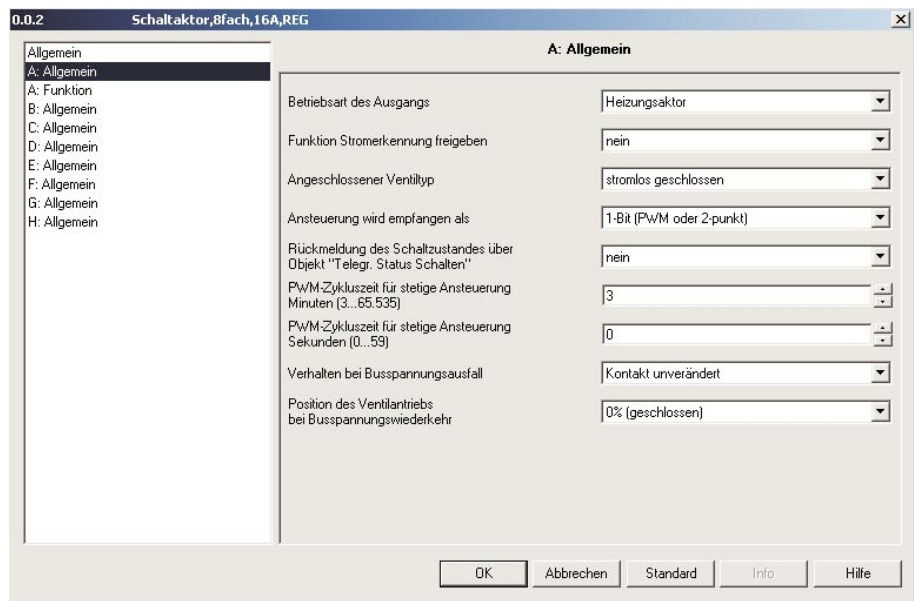 0.0.2 Schaltaktor,8fach,16A,REG
Allgemein
A: Allgemein
A: Funktion
B: Allgemein
C: Allgemein
D: Allgemein
E: Allgemein
F: Allgemein
G: Allgemein
H: Allgemein
A: Allgemein
Betriebsart des Ausgangs
Heizungsaktor
Funktion Stromerkennung freigeben
nein
Angeschlossener Ventiltyp
stromlos geschlossen
Ansteuerung wird empfangen als
1-Bit (PWM oder 2-punkt)
Rückmeldung des Schaltzustandes über
Objekt "Telegr. Status Schalten"
nein
PWM-Zykluszeit für stetige Ansteuerung
Minuten (3...65.535)
3
PWM-Zykluszeit für stetige Ansteuerung
Sekunden (0...59)
0
Verhalten bei Busspannungsausfall
Kontakt unverändert
Position des Ventilantriebs
bei Busspannungswiederkehr
0% (geschlossen)
OK
Abbrechen
Standard
Info
Hilfe